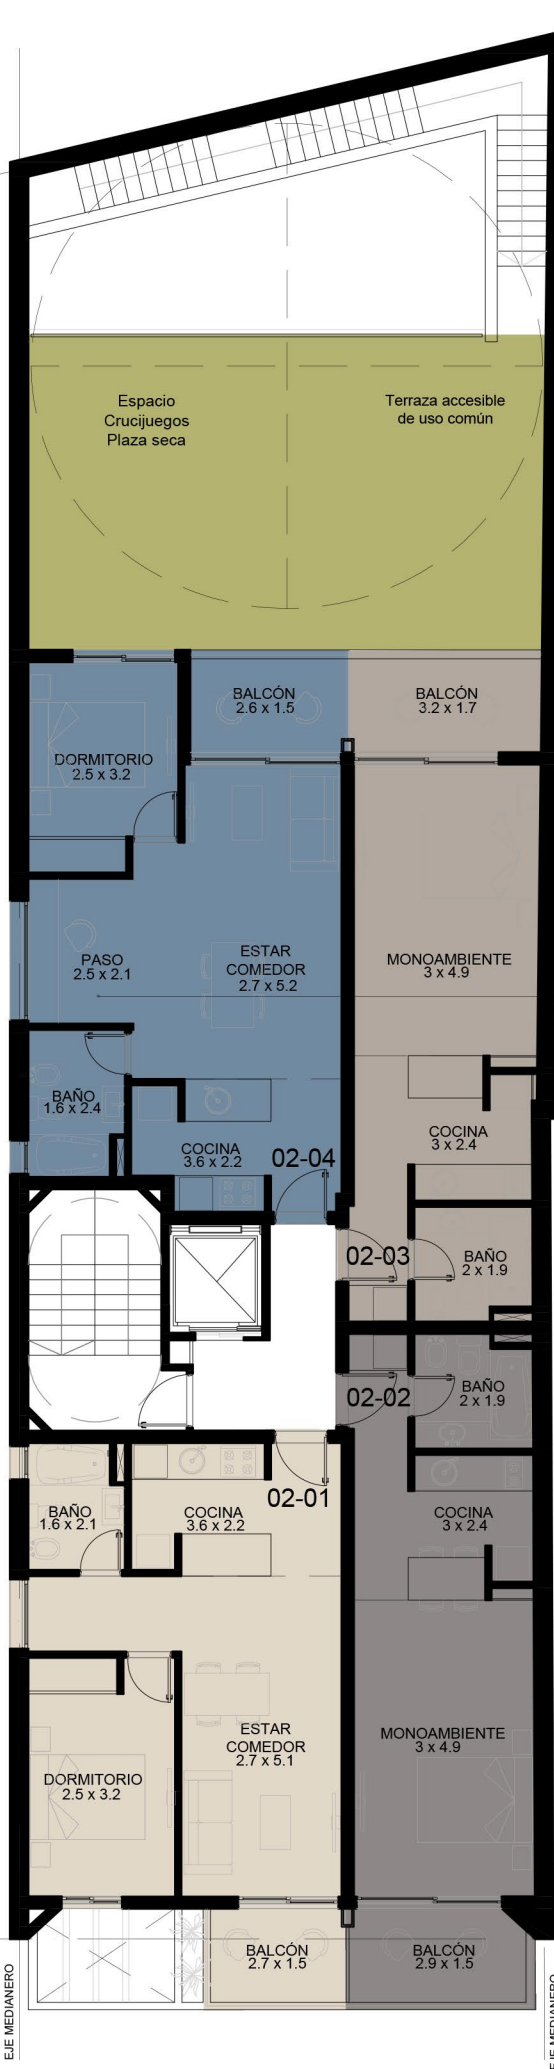 Espacio
Crucijuegos
Plaza seca
Terraza accesible
de uso común
BALCÓN
2.6 x 1.5
BALCÓN
3.2 x 1.7
DORMITORIO
2.5 x 3.2
PASO
2.5 x 2.1
ESTAR
COMEDOR
2.7 x 5.2
MONOAMBIENTE
3 x 4.9
BAÑO
1.6 x 2.4
COCINA
3.6 x 2.2
02-04
COCINA
3 x 2.4
02-03
BAÑO
2 x 1.9
02-02
BAÑO
2 x 1.9
BAÑO
1.6 x 2.1
COCINA
3.6 x 2.2
02-01
COCINA
3 x 2.4
ESTAR
COMEDOR
2.7 x 5.1
MONOAMBIENTE
3 x 4.9
DORMITORIO
2.5 x 3.2
BALCÓN
2.7 x 1.5
BALCÓN
2.9 x 1.5
EJE MEDIANERO
EJE MEDIANERO